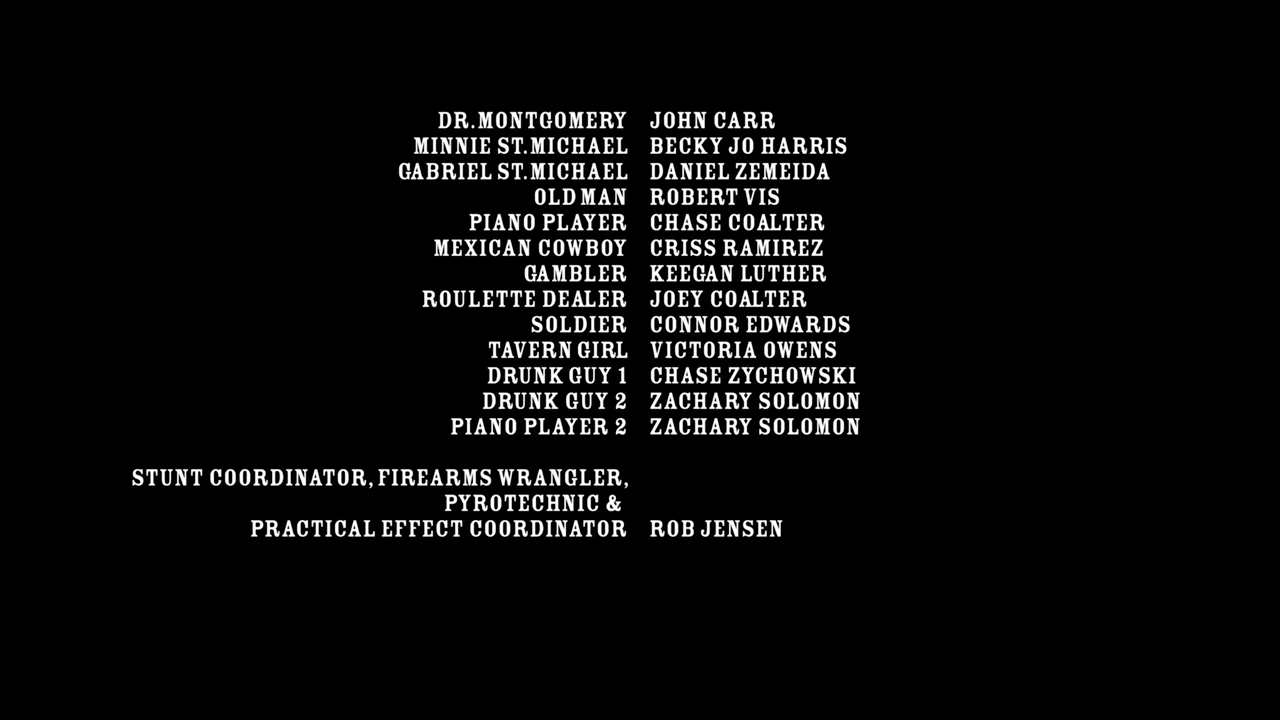 DR. MONTGOMERY JOHN CARR
MINNIE ST. MICHAEL BECKY JO HARRIS
GABRIEL ST. MICHAEL DANIEL ZEMEIDA
OLD MAN ROBERT VIS
PIANO PLAYER CHASE COALTER
MEXICAN COWBOY CRISS RAMIREZ
GAMBLER KEEGAN LUTHER
ROULETTE DEALER JOEY COALTER
SOLDIER CONNOR EDWARDS
TAVERN GIRL VICTORIA OWENS
DRUNK GUY 1 CHASE ZYCHOWSKI
DRUNK GUY 2 ZACHARY SOLOMON
PIANO PLAYER 2 ZACHARY SOLOMON
STUNT COORDINATOR, FIREARMS WRANGLER,
PYROTECHNIC &
PRACTICAL EFFECT COORDINATOR ROB JENSEN